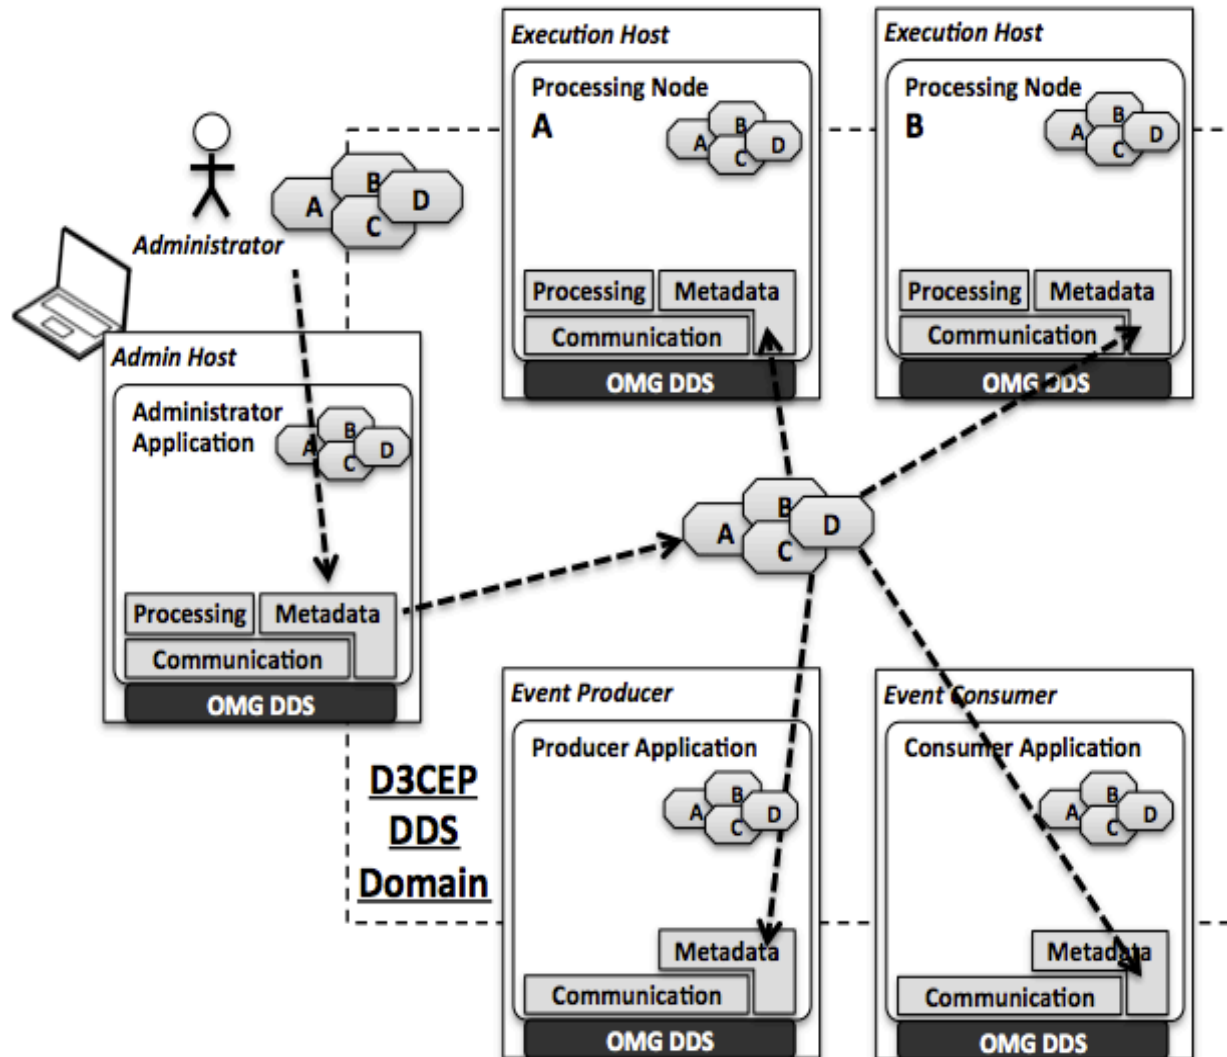 Execution Host
Processing Node
A
A
B
C
D
Processing
Metadata
Communication
OMG DDS
Execution Host
Processing Node
B
A
B
C
D
Processing
Metadata
Communication
OMG DDS
Administrator
A
B
C
D
Admin Host
Administrator
Application
A
B
C
D
Processing
Metadata
Communication
OMG DDS
A
B
C
D
D3CEP
DDS
Domain
Event Producer
Producer Application
A
B
C
D
Metadata
Communication
OMG DDS
Event Consumer
Consumer Application
A
B
C
D
Metadata
Communication
OMG DDS